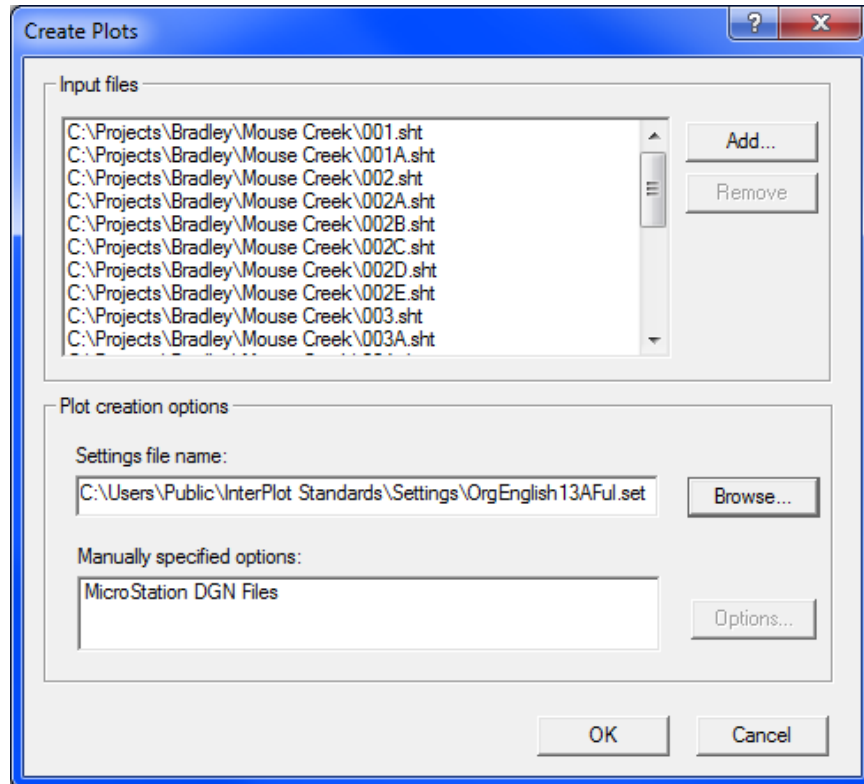 Create Plots
Input files
C:\Projects\Bradley\Mouse Creek\001.sht
C:\Projects\Bradley\Mouse Creek\001A.sht
C:\Projects\Bradley\Mouse Creek\002.sht
C:\Projects\Bradley\Mouse Creek\002A.sht
C:\Projects\Bradley\Mouse Creek\002B.sht
C:\Projects\Bradley\Mouse Creek\002C.sht
C:\Projects\Bradley\Mouse Creek\002D.sht
C:\Projects\Bradley\Mouse Creek\002E.sht
C:\Projects\Bradley\Mouse Creek\003.sht
C:\Projects\Bradley\Mouse Creek\003A.sht
Add...
Remove
Plot creation options
Settings file name:
C:\Users\Public\InterPlot Standards\Settings\OrgEnglish13AFul.set
Browse...
Manually specified options:
MicroStation DGN Files
Options...
OK
Cancel